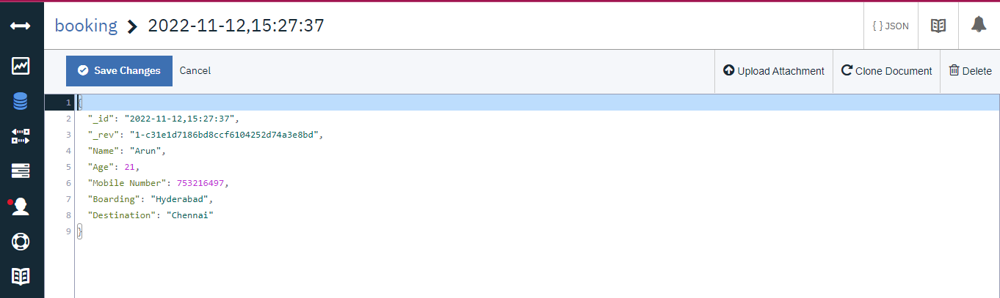 booking > 2022-11-12,15:27:37
{ } JSON
Save Changes Cancel
Upload Attachment Clone Document Delete
1 {
2 "_id": "2022-11-12,15:27:37",
3 "_rev": "1-c31e1d7186bd8ccf6104252d74a3e8bd",
4 "Name": "Arun",
5 "Age": 21,
6 "Mobile Number": 753216497,
7 "Boarding": "Hyderabad",
8 "Destination": "Chennai"
9 }